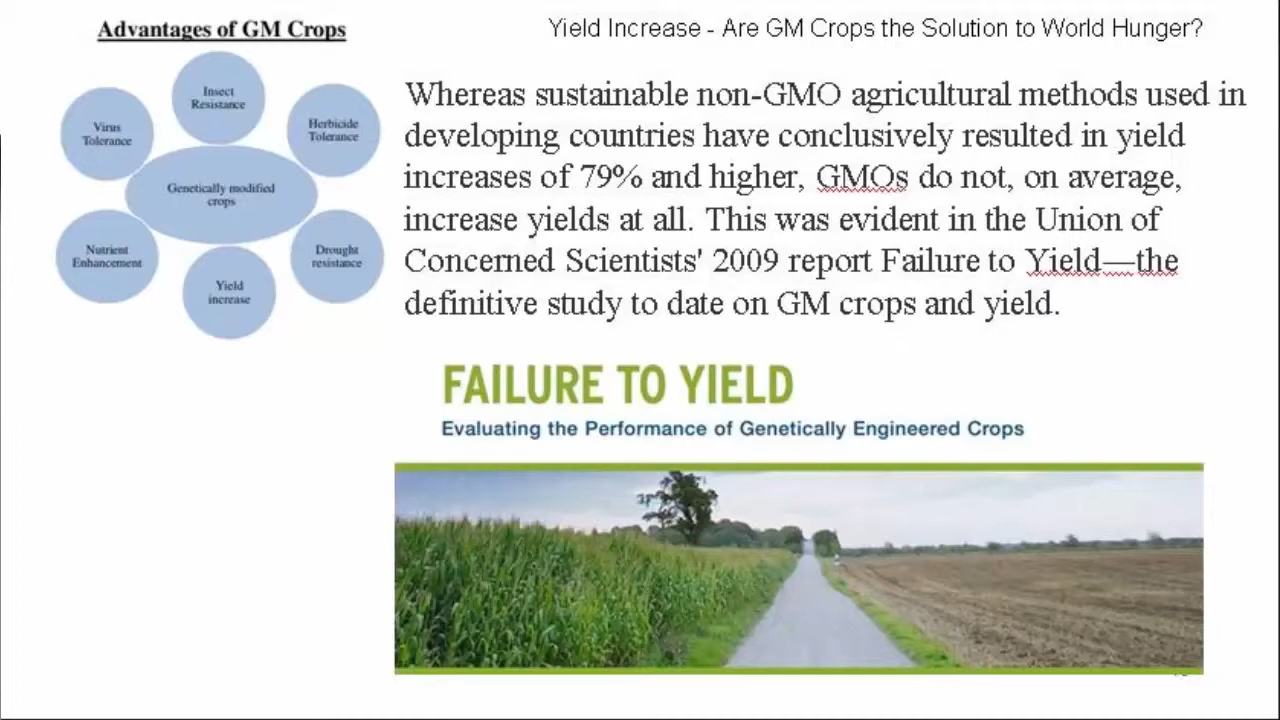 Advantages of GM Crops
Insect
Resistance
Virus
Tolerance
Herbicide
Tolerance
Genetically modified
crops
Nutrient
Enhancement
Drought
resistance
Yield
increase
Yield Increase - Are GM Crops the Solution to World Hunger?
Whereas sustainable non-GMO agricultural methods used in
developing countries have conclusively resulted in yield
increases of 79% and higher, GMOs do not, on average,
increase yields at all. This was evident in the Union of
Concerned Scientists' 2009 report Failure to Yield—the
definitive study to date on GM crops and yield.
FAILURE TO YIELD
Evaluating the Performance of Genetically Engineered Crops